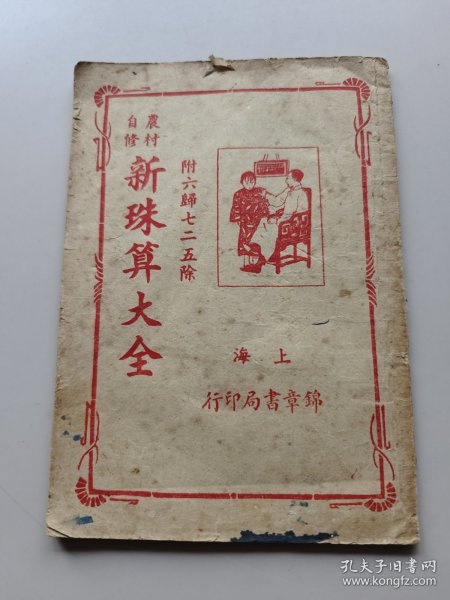 農村
自修
新珠算大全
附六歸七二五除
上海
錦章書局印行
孔夫子旧书网
www.kongfz.com